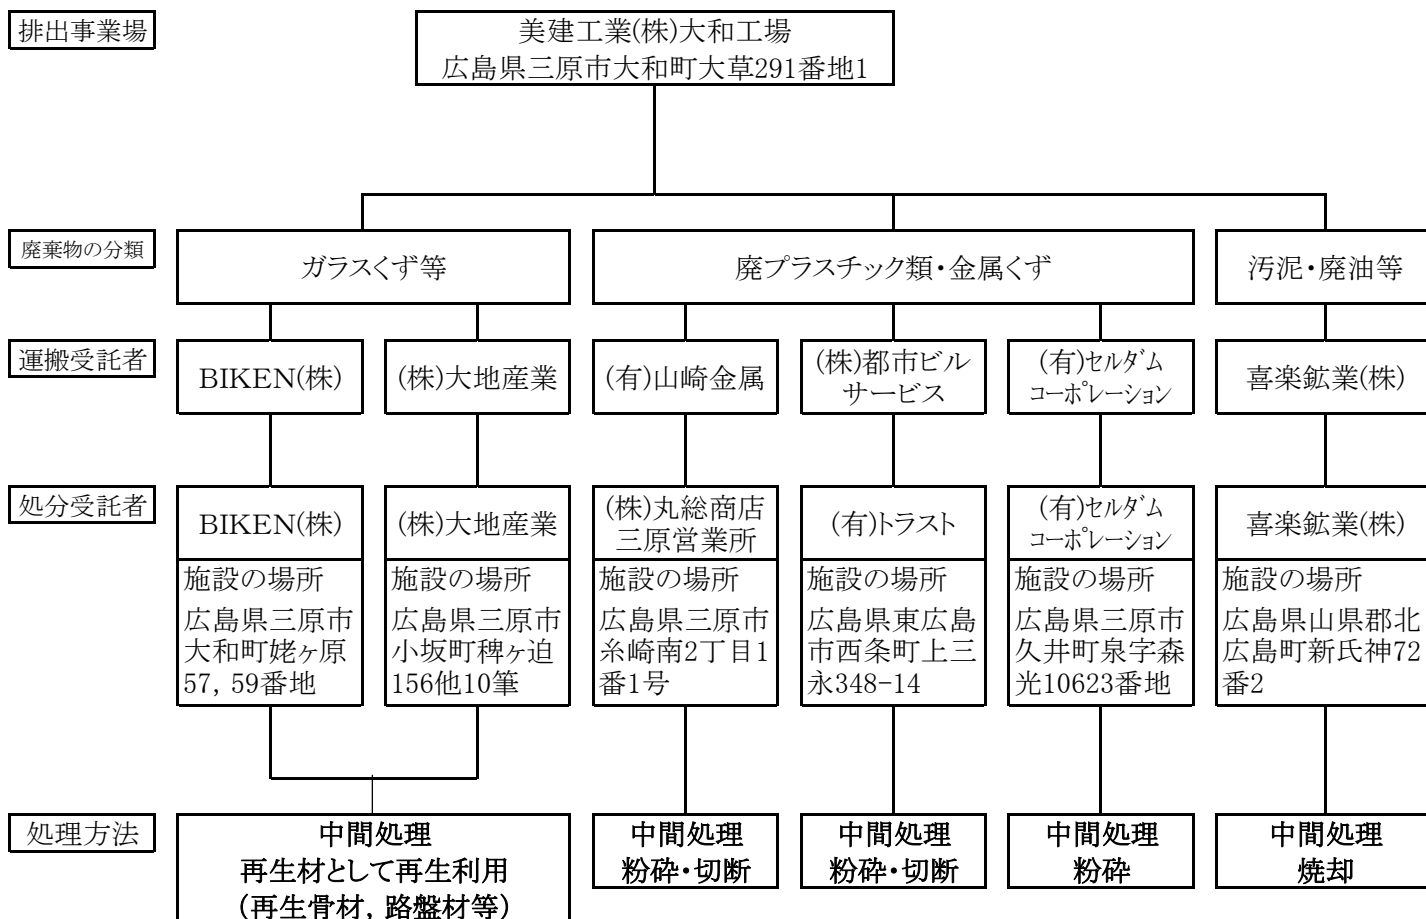 排出事業場
美建工業(株)大和工場
広島県三原市大和町大草291番地1
廃棄物の分類
ガラスくず等
廃プラスチック類・金属くず
汚泥・廃油等
運搬受託者
BIKEN(株)
(株)大地産業
(有)山崎金属
(株)都市ビル
サービス
(有)セルダム
コーポレーション
喜楽鉱業(株)
処分受託者
BIKEN(株)
(株)大地産業
(株)丸総商店
三原営業所
(有)トラスト
(有)セルダム
コーポレーション
喜楽鉱業(株)
施設の場所
広島県三原市
大和町姥ヶ原
57, 59番地
施設の場所
広島県三原市
小坂町稗ヶ迫
156他10筆
施設の場所
広島県三原市
糸崎南2丁目1
番1号
施設の場所
広島県東広島
市西条町上三
永348-14
施設の場所
広島県三原市
久井町泉字森
光10623番地
施設の場所
広島県山県郡北
広島町新氏神72
番2
処理方法
中間処理
再生材として再生利用
(再生骨材, 路盤材等)
中間処理
粉砕・切断
中間処理
粉砕・切断
中間処理
粉砕
中間処理
焼却